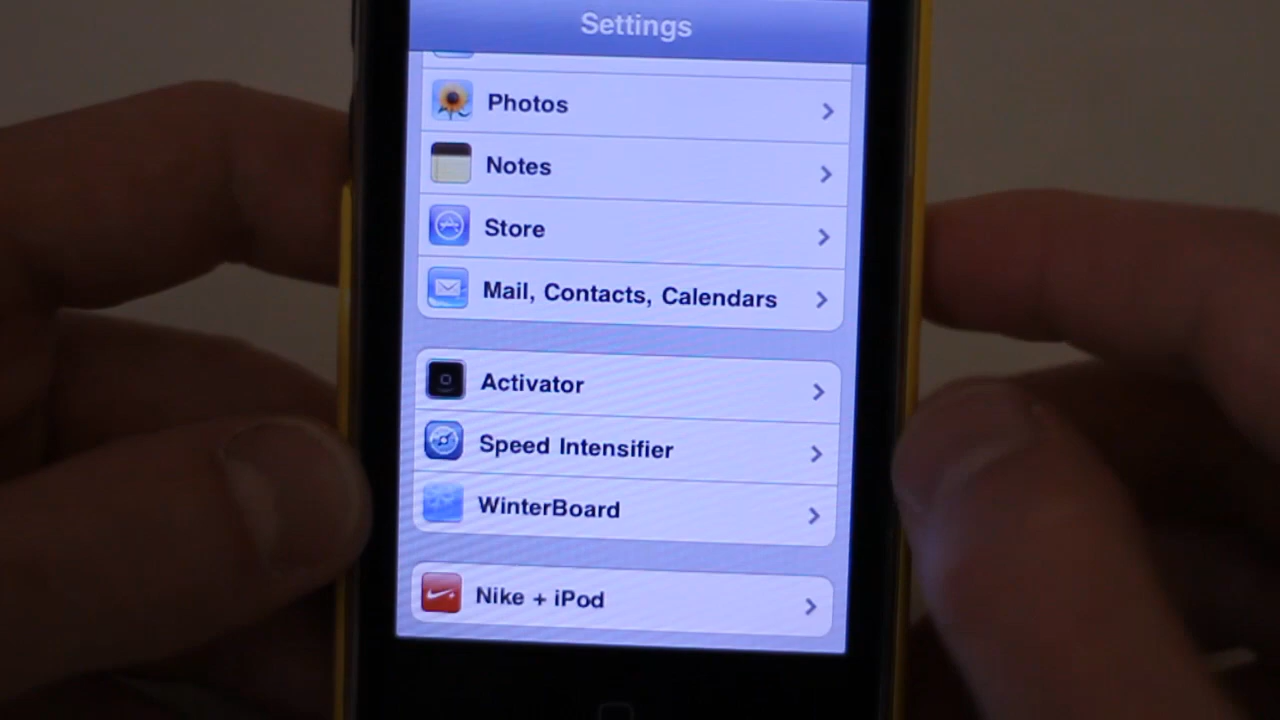 Settings
Photos
Notes
Store
Mail, Contacts, Calendars
Activator
Speed Intensifier
WinterBoard
Nike + iPod